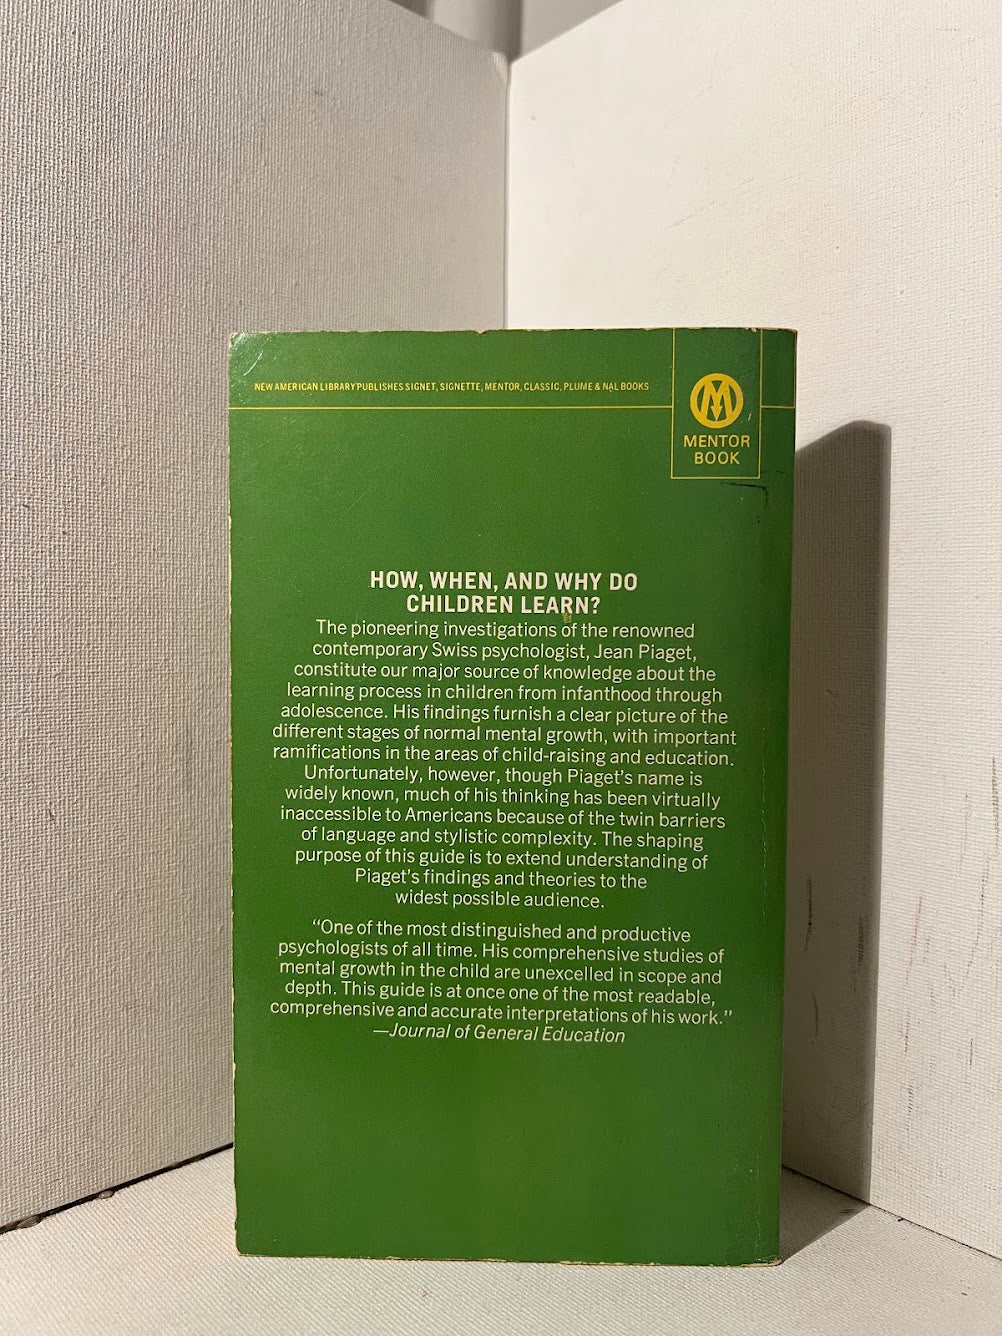 NEW AMERICAN LIBRARY PUBLISHES SIGNET, SIGNETTE, MENTOR, CLASSIC, PLUME & NAL BOOKS
M
MENTOR
BOOK
HOW, WHEN, AND WHY DO
CHILDREN LEARN?
The pioneering investigations of the renowned
contemporary Swiss psychologist, Jean Piaget,
constitute our major source of knowledge about the
learning process in children from infanthood through
adolescence. His findings furnish a clear picture of the
different stages of normal mental growth, with important
ramifications in the areas of child-raising and education.
Unfortunately, however, though Piaget's name is
widely known, much of his thinking has been virtually
inaccessible to Americans because of the twin barriers
of language and stylistic complexity. The shaping
purpose of this guide is to extend understanding of
Piaget's findings and theories to the
widest possible audience.
“One of the most distinguished and productive
psychologists of all time. His comprehensive studies of
mental growth in the child are unexcelled in scope and
depth. This guide is at once one of the most readable,
comprehensive and accurate interpretations of his work.”
—Journal of General Education